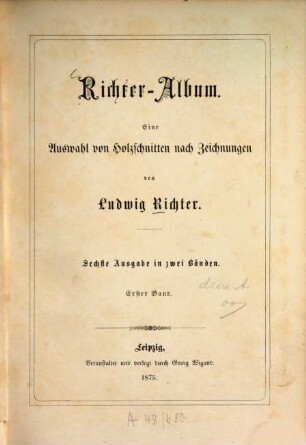 Richter-Album.
Eine
Auswahl von Holzschnitten nach Zeichnungen
von
Ludwig Richter.
Sechste Ausgabe in zwei Bänden.
Erster Band.
Leipzig,
Veranstaltet und verlegt durch Georg Wigand.
1875.